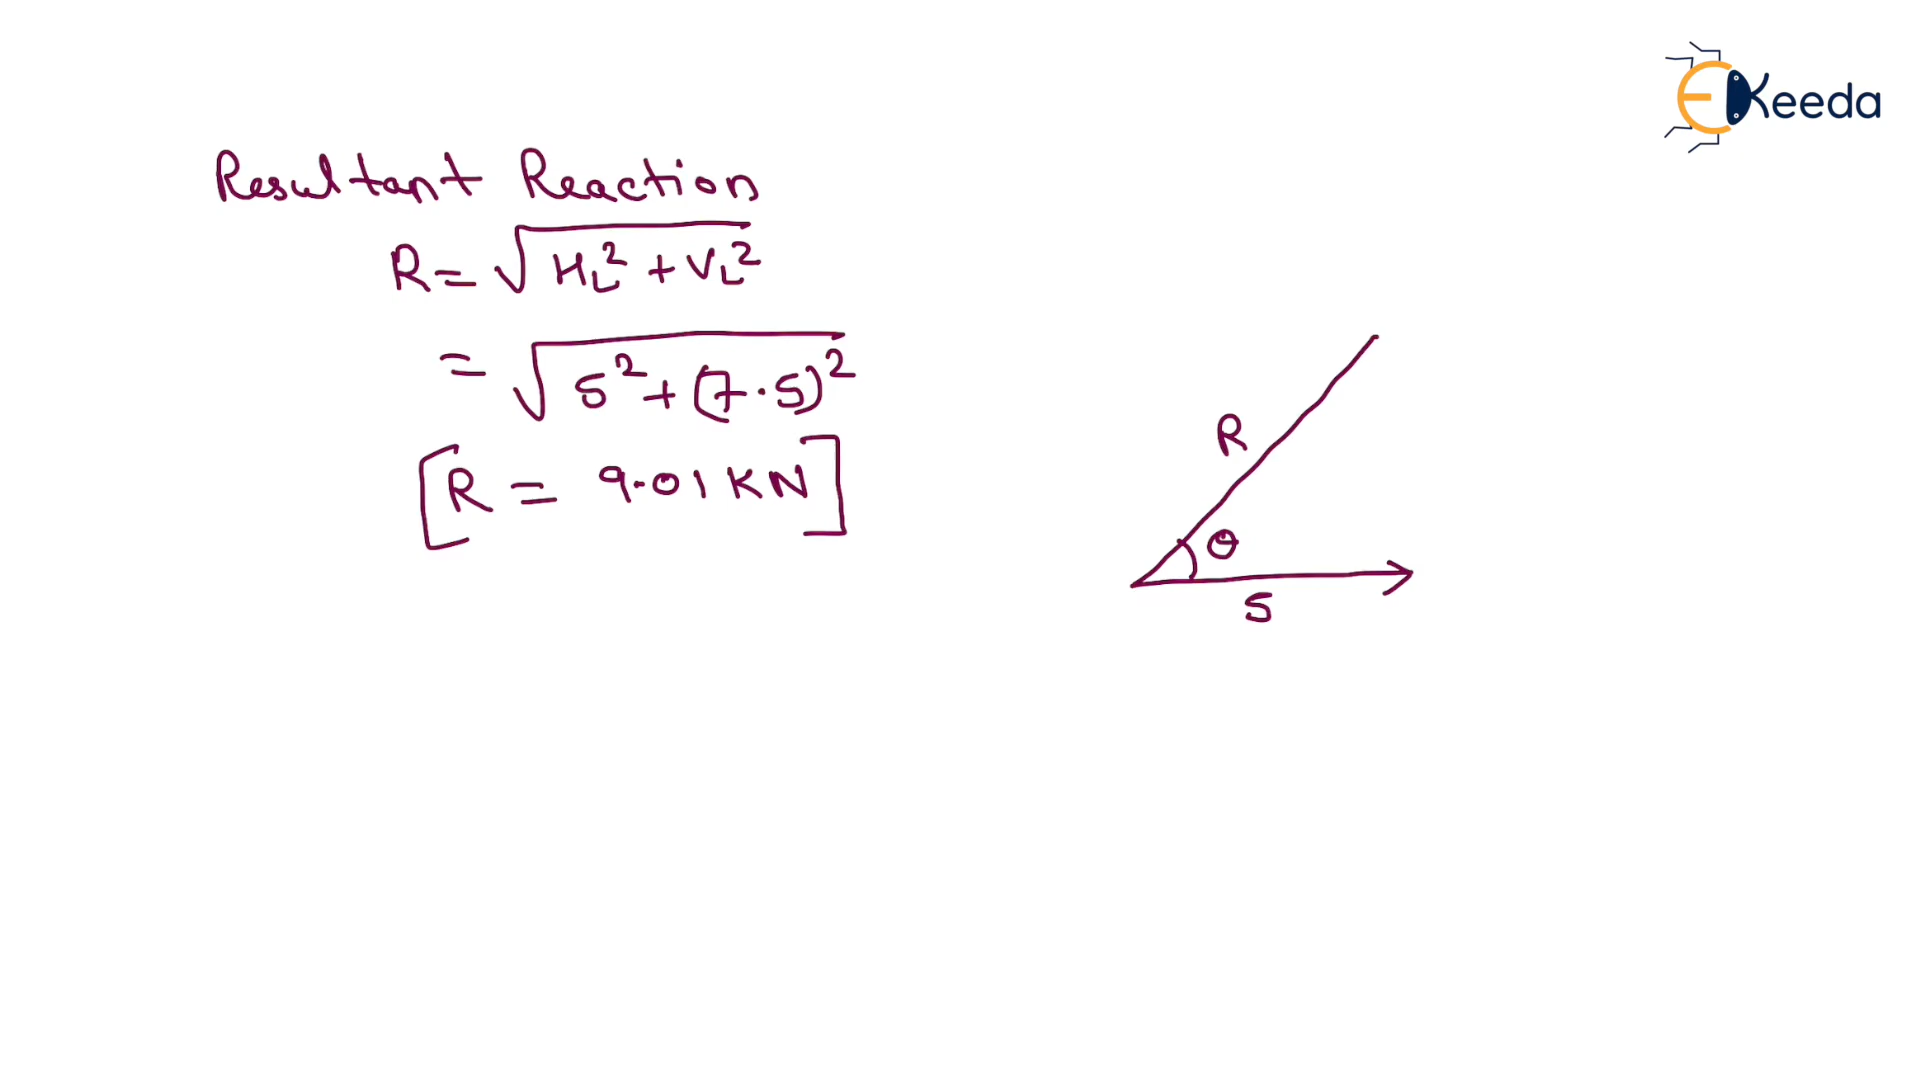 EKeeda
Resultant Reaction
R = √(H_L² + V_L²)
= √(5² + (7.5)²)
[R = 9.01 KN]
R
θ
5